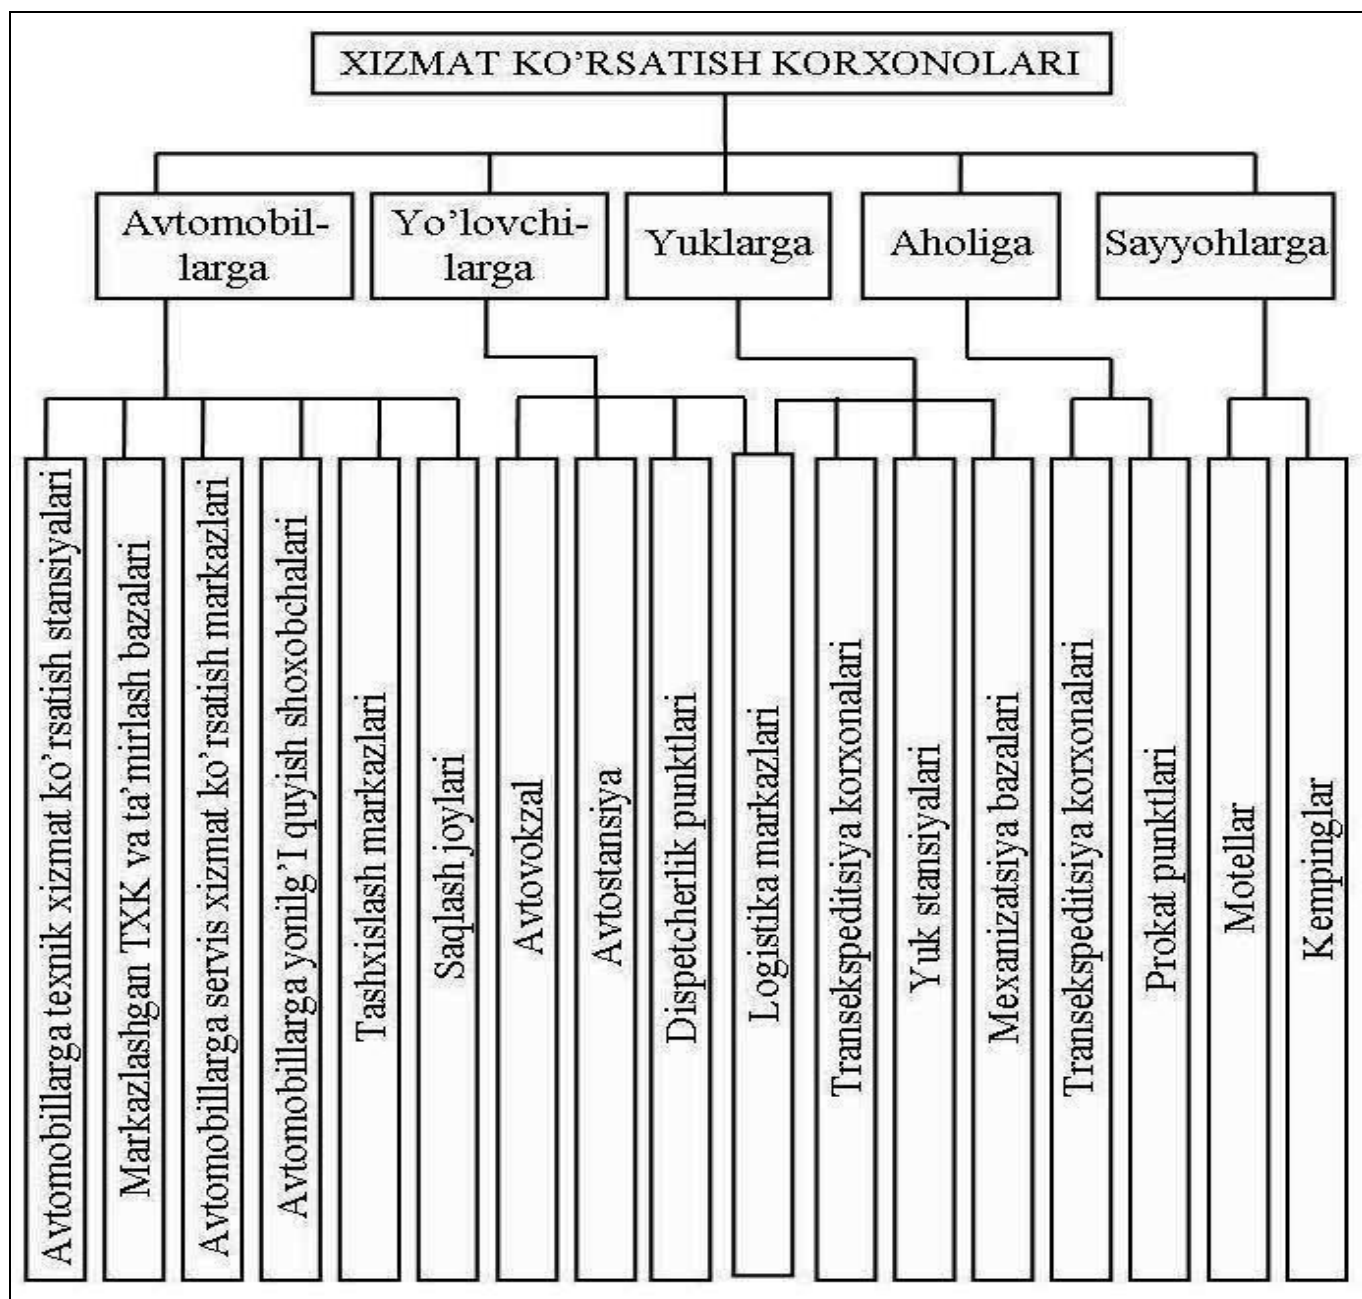 XIZMAT KO’RSATISH KORXONOLARI
Avtomobil-
larga
Yo’lovchi-
larga
Yuklarga
Aholiga
Sayyohlarga
Avtomobillarga texnik xizmat ko’rsatish stansiyalari
Markazlashgan TXK va ta’mirlash bazalari
Avtomobillarga servis xizmat ko’rsatish markazlari
Avtomobillarga yonilg’I quyish shoxobchalari
Tashxislash markazlari
Saqlash joylari
Avtovokzal
Avtostansiya
Dispetcherlik punktlari
Logistika markazlari
Transekspeditsiya korxonalari
Yuk stansiyalari
Mexanizatsiya bazalari
Transekspeditsiya korxonalari
Prokat punktlari
Motellar
Kempinglar